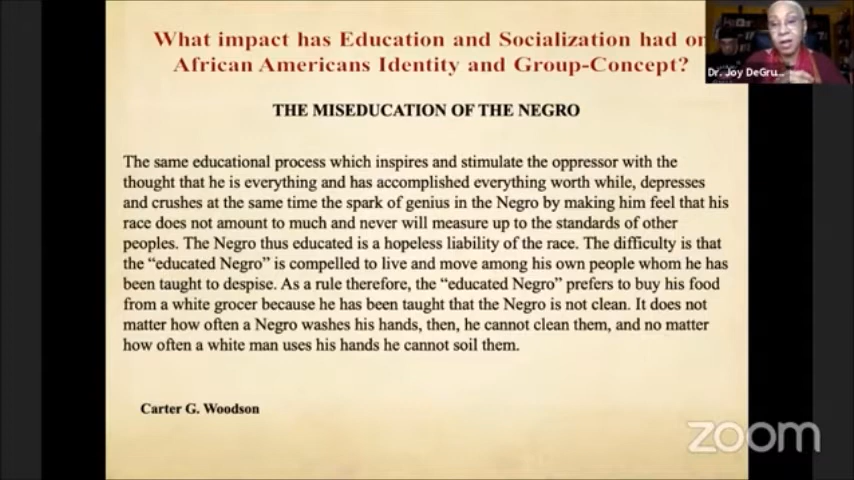 What impact has Education and Socialization had or
African Americans Identity and Group-Concept?
Dr. Joy DeGru...
THE MISEDUCATION OF THE NEGRO
The same educational process which inspires and stimulate the oppressor with the
thought that he is everything and has accomplished everything worth while, depresses
and crushes at the same time the spark of genius in the Negro by making him feel that his
race does not amount to much and never will measure up to the standards of other
peoples. The Negro thus educated is a hopeless liability of the race. The difficulty is that
the “educated Negro” is compelled to live and move among his own people whom he has
been taught to despise. As a rule therefore, the “educated Negro” prefers to buy his food
from a white grocer because he has been taught that the Negro is not clean. It does not
matter how often a Negro washes his hands, then, he cannot clean them, and no matter
how often a white man uses his hands he cannot soil them.
Carter G. Woodson
zoom